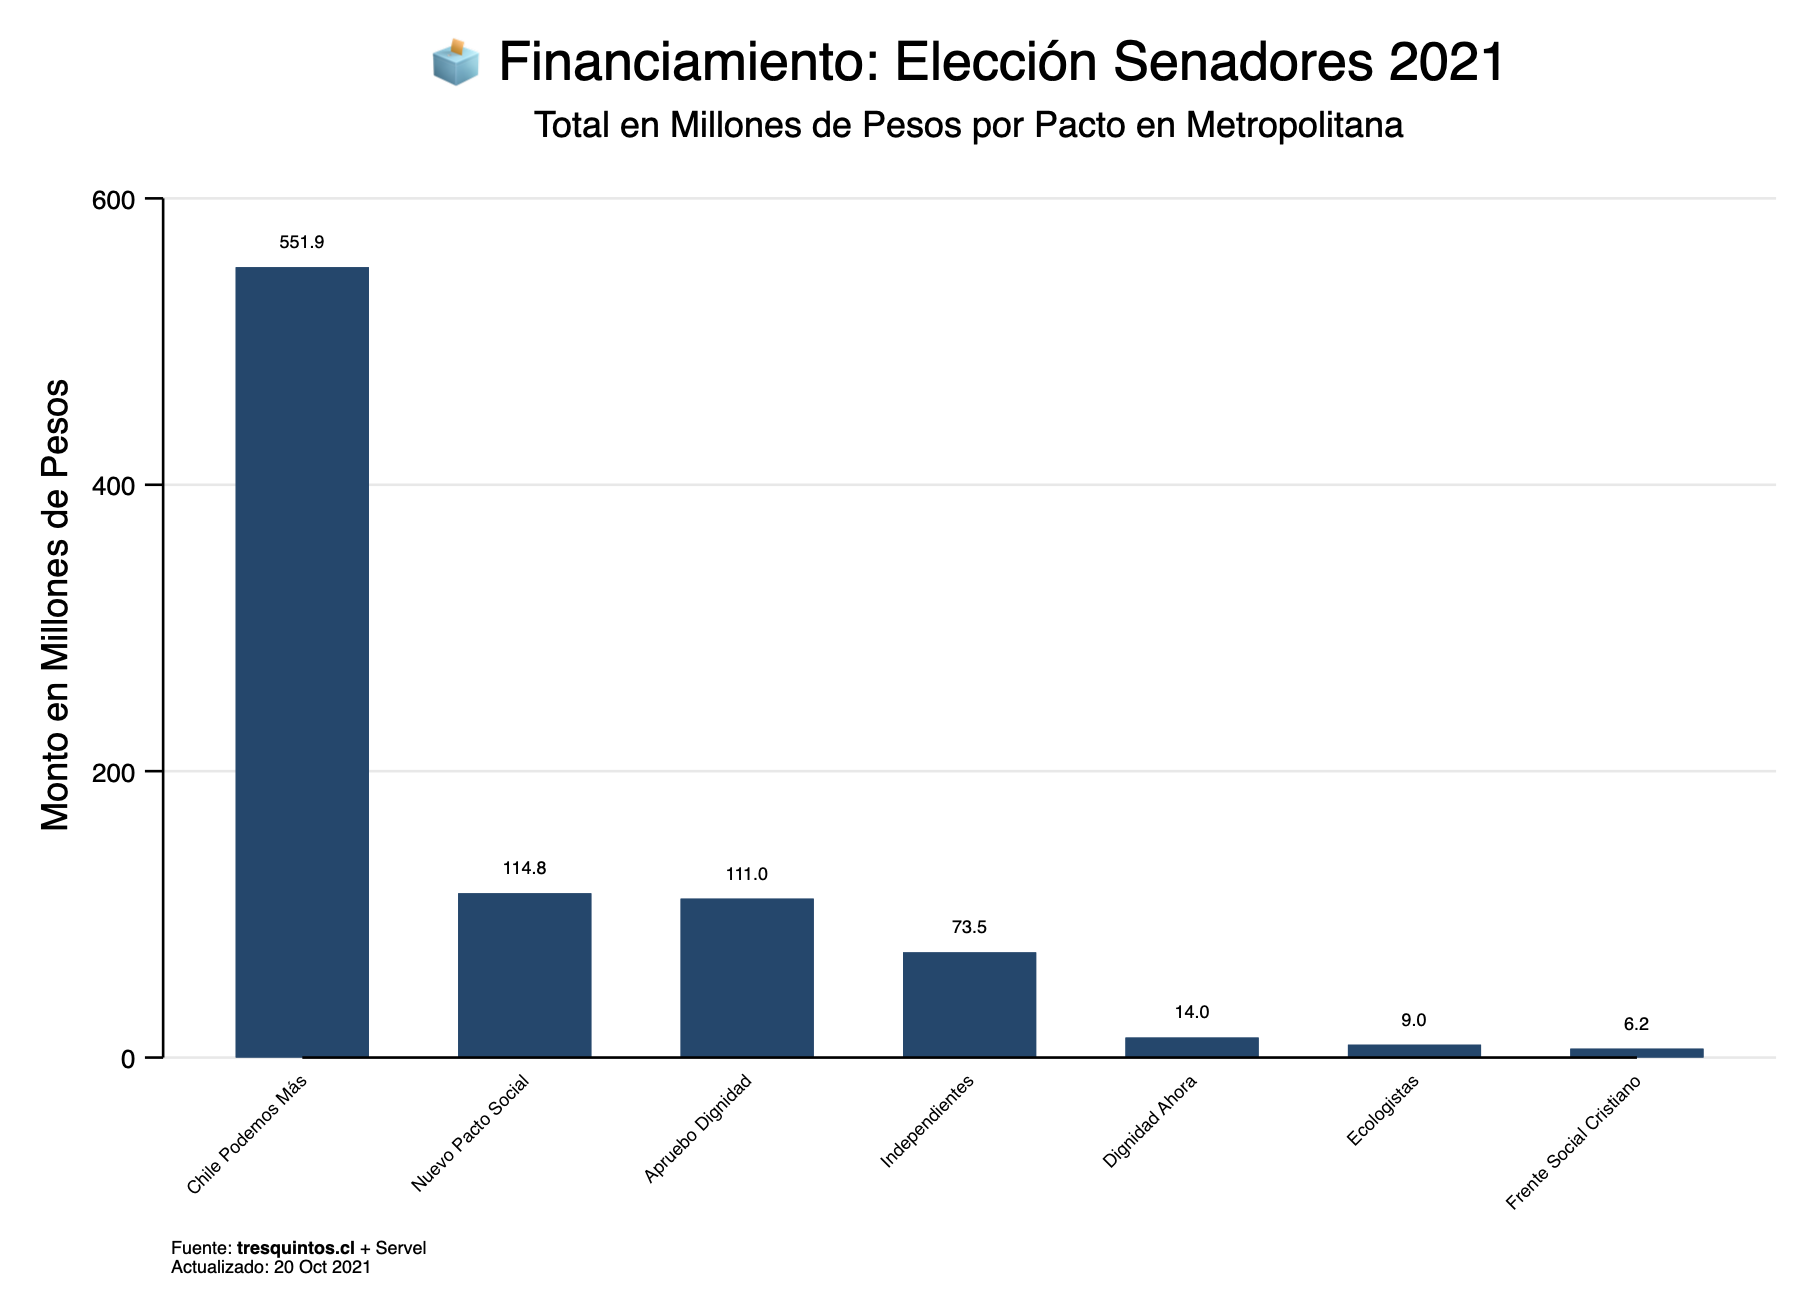 Financiamiento: Elección Senadores 2021
Total en Millones de Pesos por Pacto en Metropolitana
Monto en Millones de Pesos
600
400
200
0
551.9
114.8
111.0
73.5
14.0
9.0
6.2
Chile Podemos Más
Nuevo Pacto Social
Apruebo Dignidad
Independientes
Dignidad Ahora
Ecologistas
Frente Social Cristiano
Fuente: tresquintos.cl + Servel
Actualizado: 20 Oct 2021